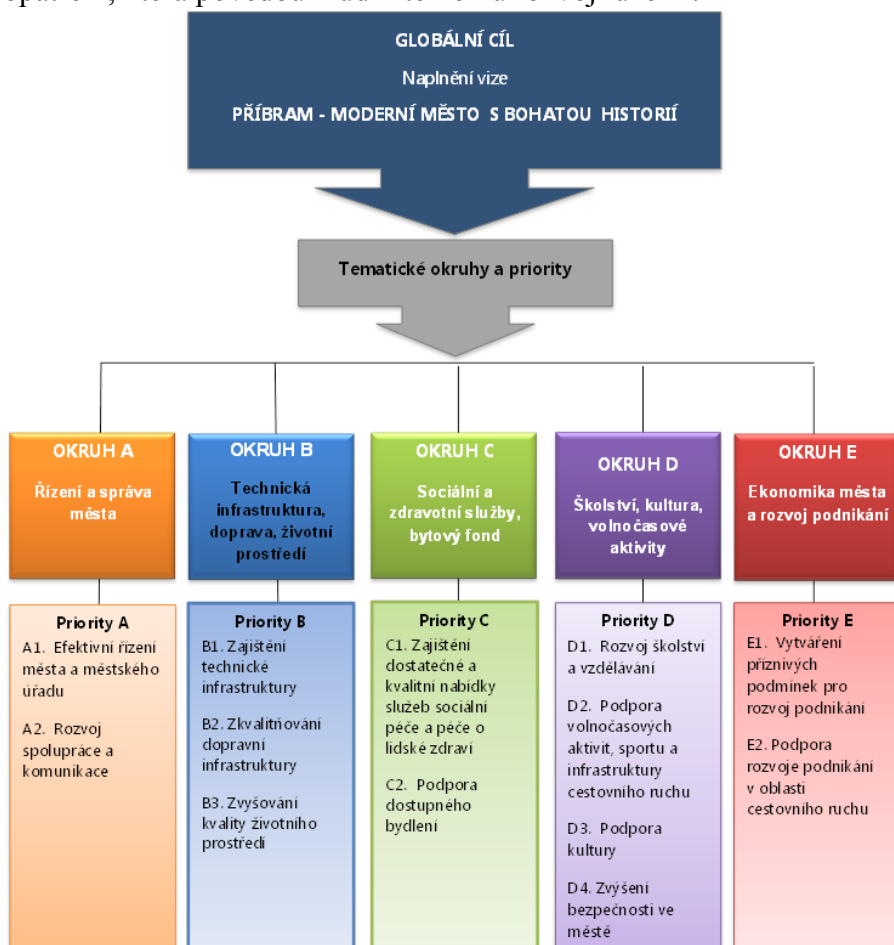 GLOBÁLNÍ CÍL
Naplnění vize
PŘÍBRAM - MODERNÍ MĚSTO S BOHATOU HISTORIÍ
Tematické okruhy a priority
OKRUH A
Řízení a správa
města
OKRUH B
Technická
infrastruktura,
doprava, životní
prostředí
OKRUH C
Sociální a
zdravotní služby,
bytový fond
OKRUH D
Školství, kultura,
volnočasové
aktivity
OKRUH E
Ekonomika města
a rozvoj podnikání
Priority A
A1. Efektivní řízení
města a městského
úřadu
A2. Rozvoj
spolupráce a
komunikace
Priority B
B1. Zajištění
technické
infrastruktury
B2. Zkvalitňování
dopravní
infrastruktury
B3. Zvyšování
kvality životního
prostředí
Priority C
C1. Zajištění
dostatečné a
kvalitní nabídky
služeb sociální
péče a péče o
lidské zdraví
C2. Podpora
dostupného
bydlení
Priority D
D1. Rozvoj školství
a vzdělávání
D2. Podpora
volnočasových
aktivit, sportu a
infrastruktury
cestovního ruchu
D3. Podpora
kultury
D4. Zvýšení
bezpečnosti ve
městě
Priority E
E1. Vytváření
příznivých
podmínek pro
rozvoj podnikání
E2. Podpora
rozvoje podnikání
v oblasti
cestovního ruchu